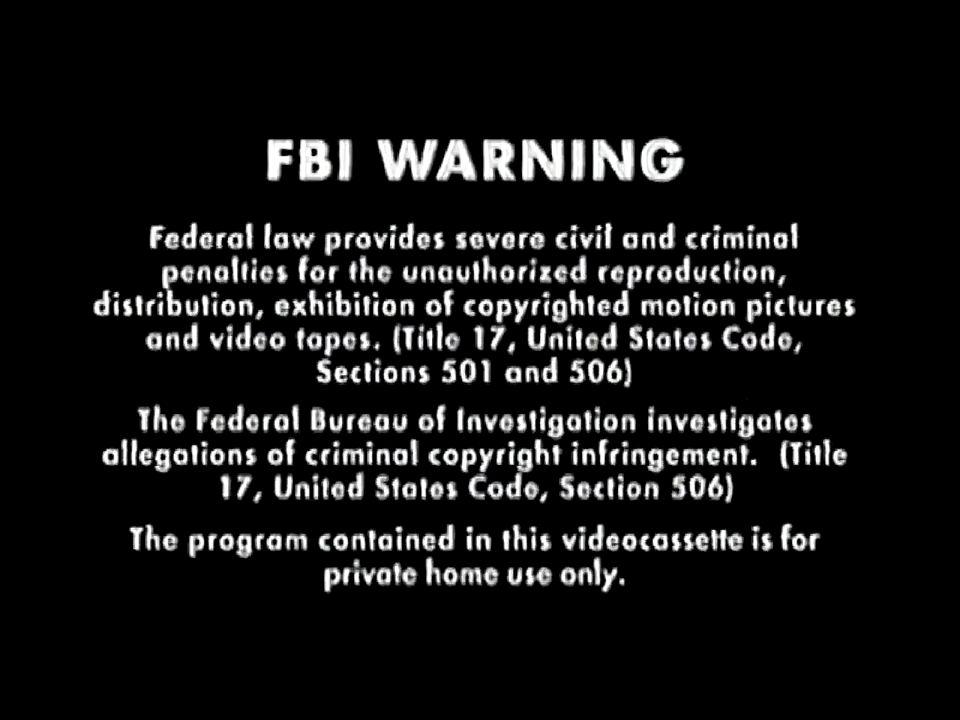 FBI WARNING
Federal law provides severe civil and criminal
penalties for the unauthorized reproduction,
distribution, exhibition of copyrighted motion pictures
and video tapes. (Title 17, United States Code,
Sections 501 and 506)
The Federal Bureau of Investigation investigates
allegations of criminal copyright infringement. (Title
17, United States Code, Section 506)
The program contained in this videocassette is for
private home use only.